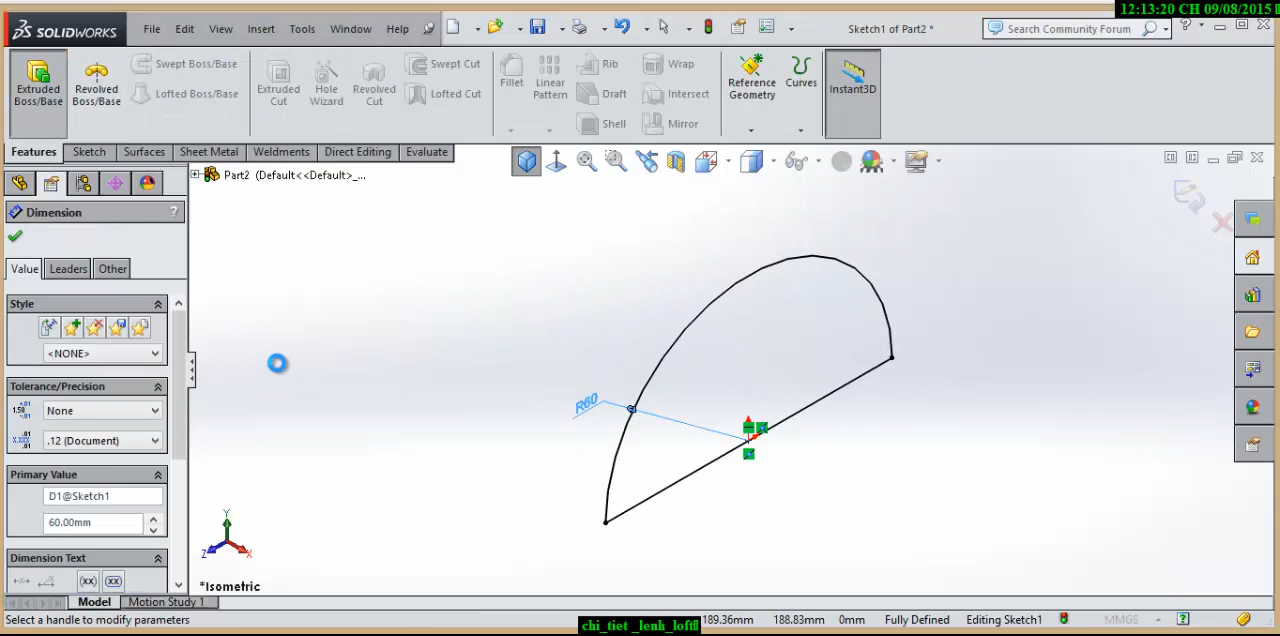 12:13:20 CH 09/08/2015
SOLIDWORKS
File Edit View Insert Tools Window Help
Sketch1 of Part2 *
Search Community Forum
Extruded Boss/Base
Revolved Boss/Base
Swept Boss/Base
Lofted Boss/Base
Extruded Cut
Hole Wizard
Revolved Cut
Swept Cut
Lofted Cut
Fillet
Linear Pattern
Rib
Draft
Shell
Wrap
Intersect
Mirror
Reference Geometry
Curves
Instant3D
Features Sketch Surfaces Sheet Metal Weldments Direct Editing Evaluate
Part2 (Default<<Default>_...
Dimension ?
Value Leaders Other
Style
<NONE>
Tolerance/Precision
None
.12 (Document)
Primary Value
D1@Sketch1
60.00mm
Dimension Text
(xx) (xx)
R60
Y
Z
X
*Isometric
Model Motion Study 1
Select a handle to modify parameters
chi_tiet _lenh_loft
189.36mm 188.83mm 0mm Fully Defined Editing Sketch1 MMGS